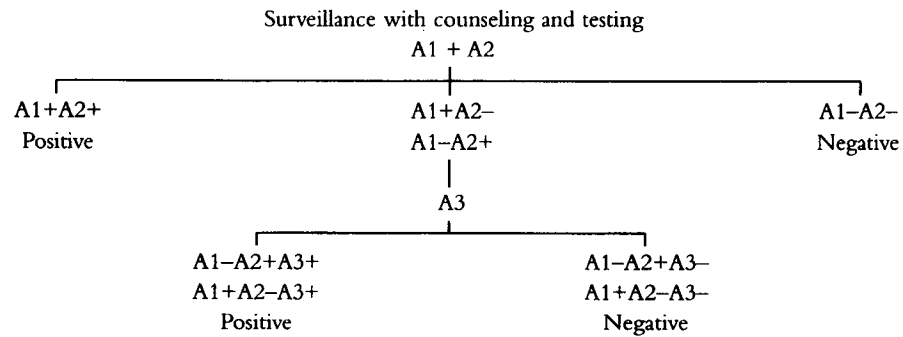 Surveillance with counseling and testing
A1 + A2
A1+A2+
Positive
A1+A2–
A1–A2+
A1–A2–
Negative
A3
A1–A2+A3+
A1+A2–A3+
Positive
A1–A2+A3–
A1+A2–A3–
Negative